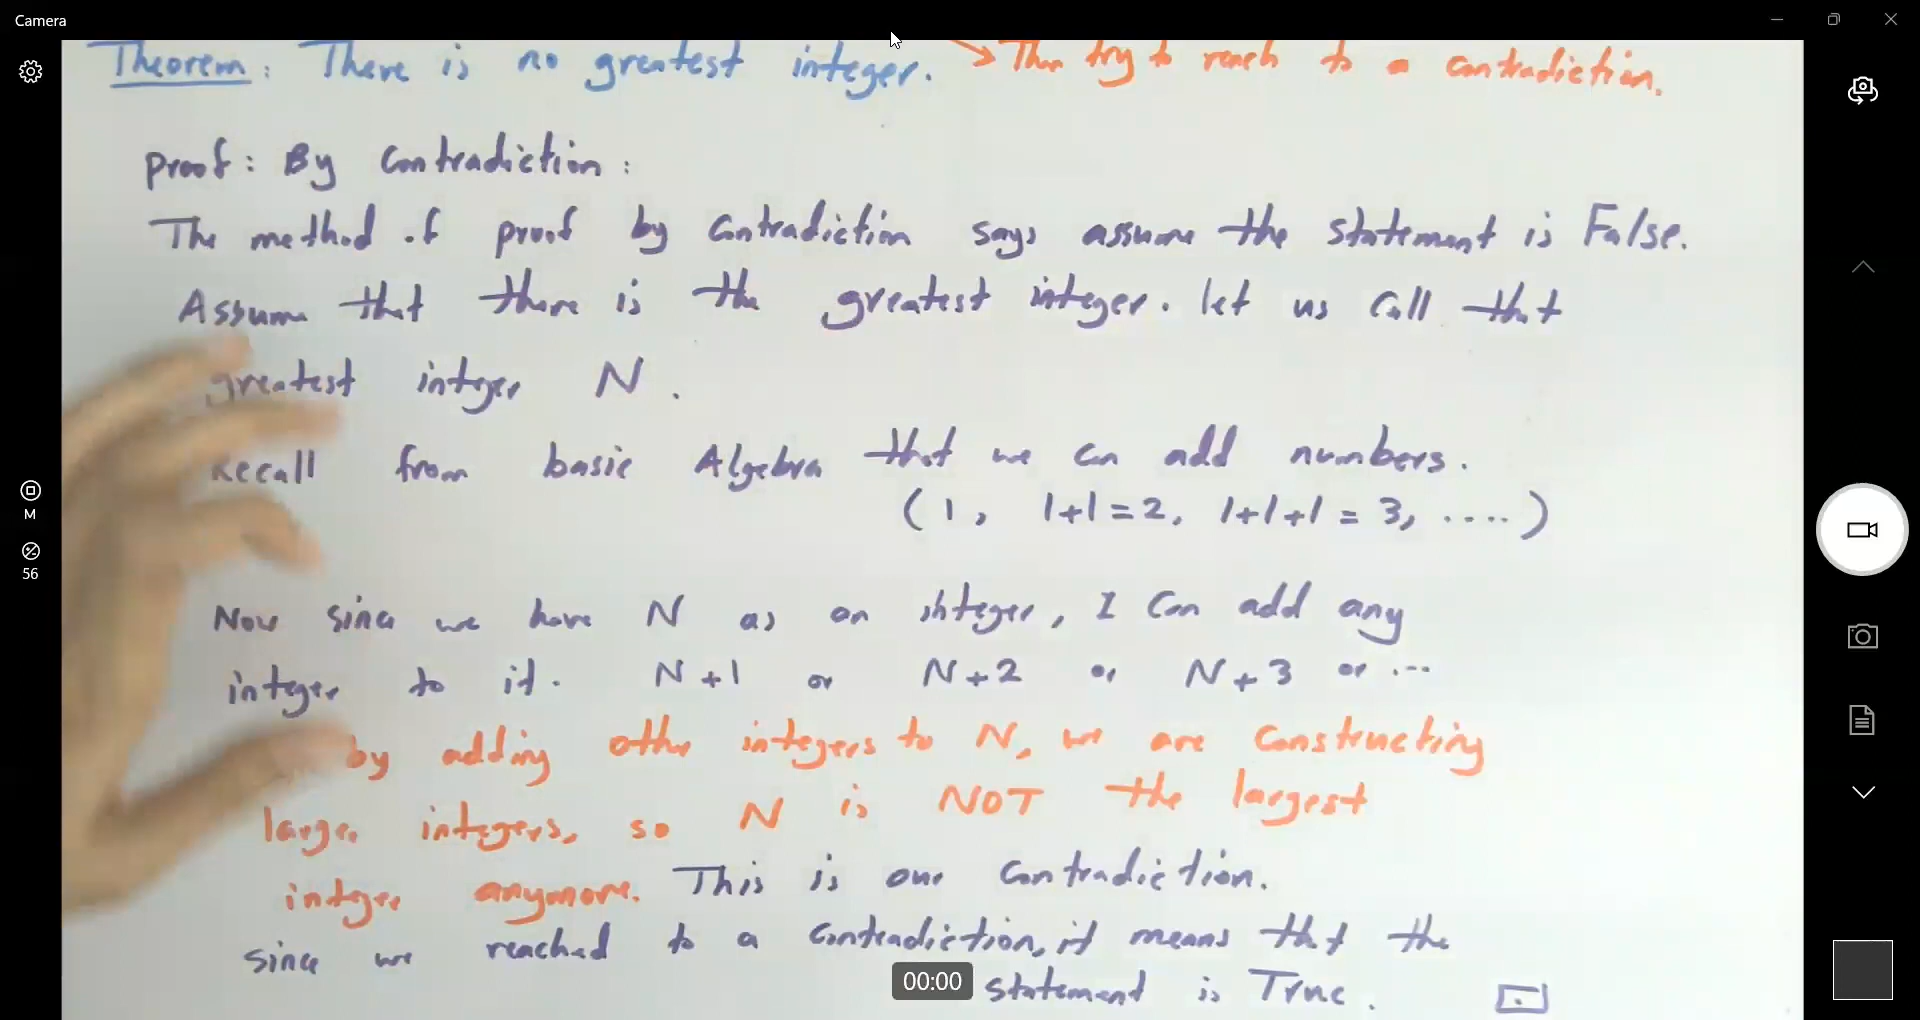 Camera
Theorem: There is no greatest integer. → Then try to reach to a contradiction.
Proof: By Contradiction:
The method of proof by contradiction says assume the statement is False.
Assume that there is the greatest integer. let us call that
greatest integer N.
Recall from basic Algebra that we can add numbers.
(1, 1+1=2, 1+1+1=3, ....)
Now since we have N as an integer, I can add any
integer to it. N+1 or N+2 or N+3 or ...
by adding other integers to N, we are constructing
larger integers, so N is NOT the largest
integer anymore. This is our contradiction.
since we reached to a contradiction, it means that the
statement is True.
M
56
00:00